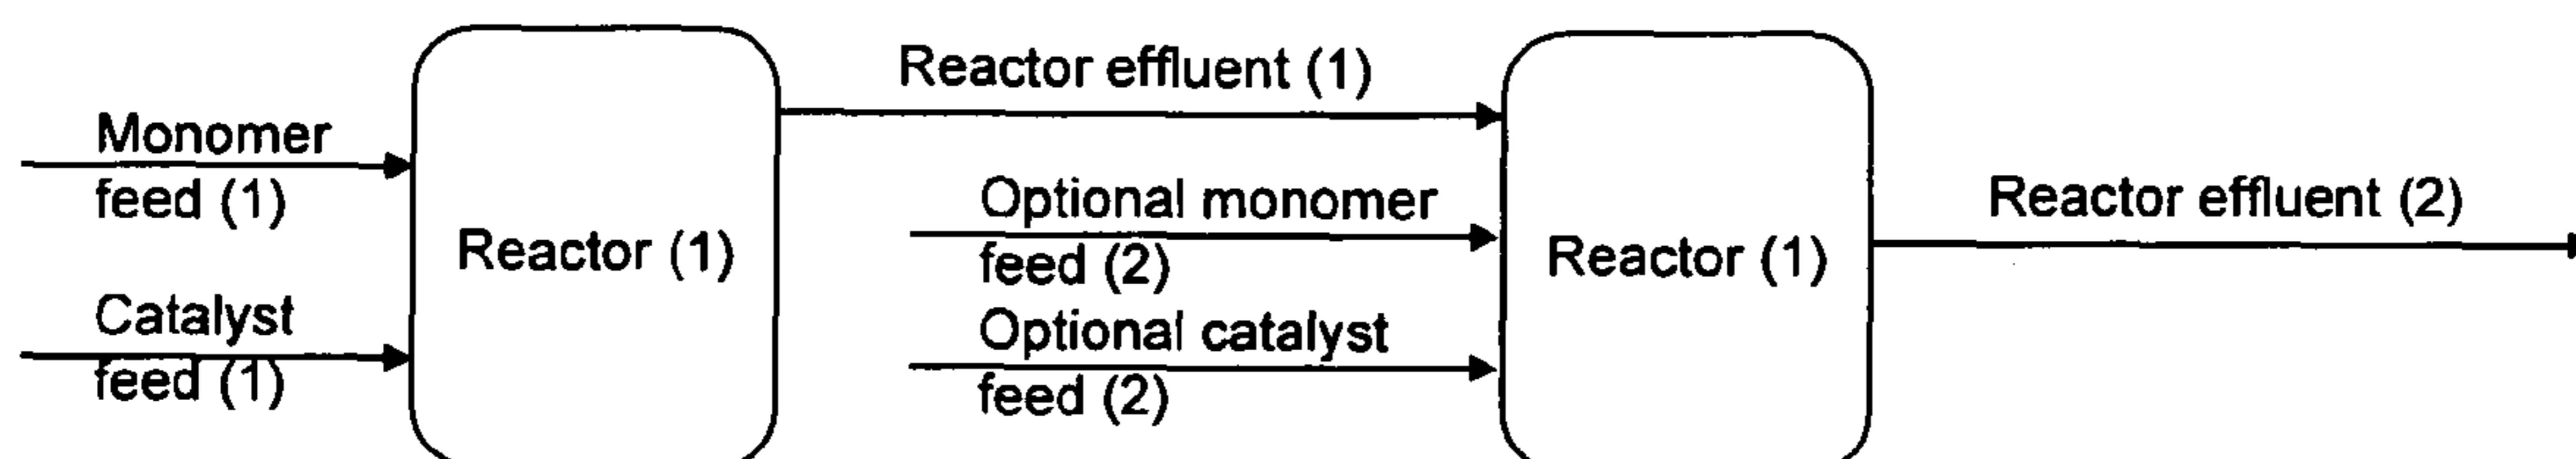 Monomer
feed (1)
Catalyst
feed (1)
Reactor (1)
Reactor effluent (1)
Optional monomer
feed (2)
Optional catalyst
feed (2)
Reactor (1)
Reactor effluent (2)